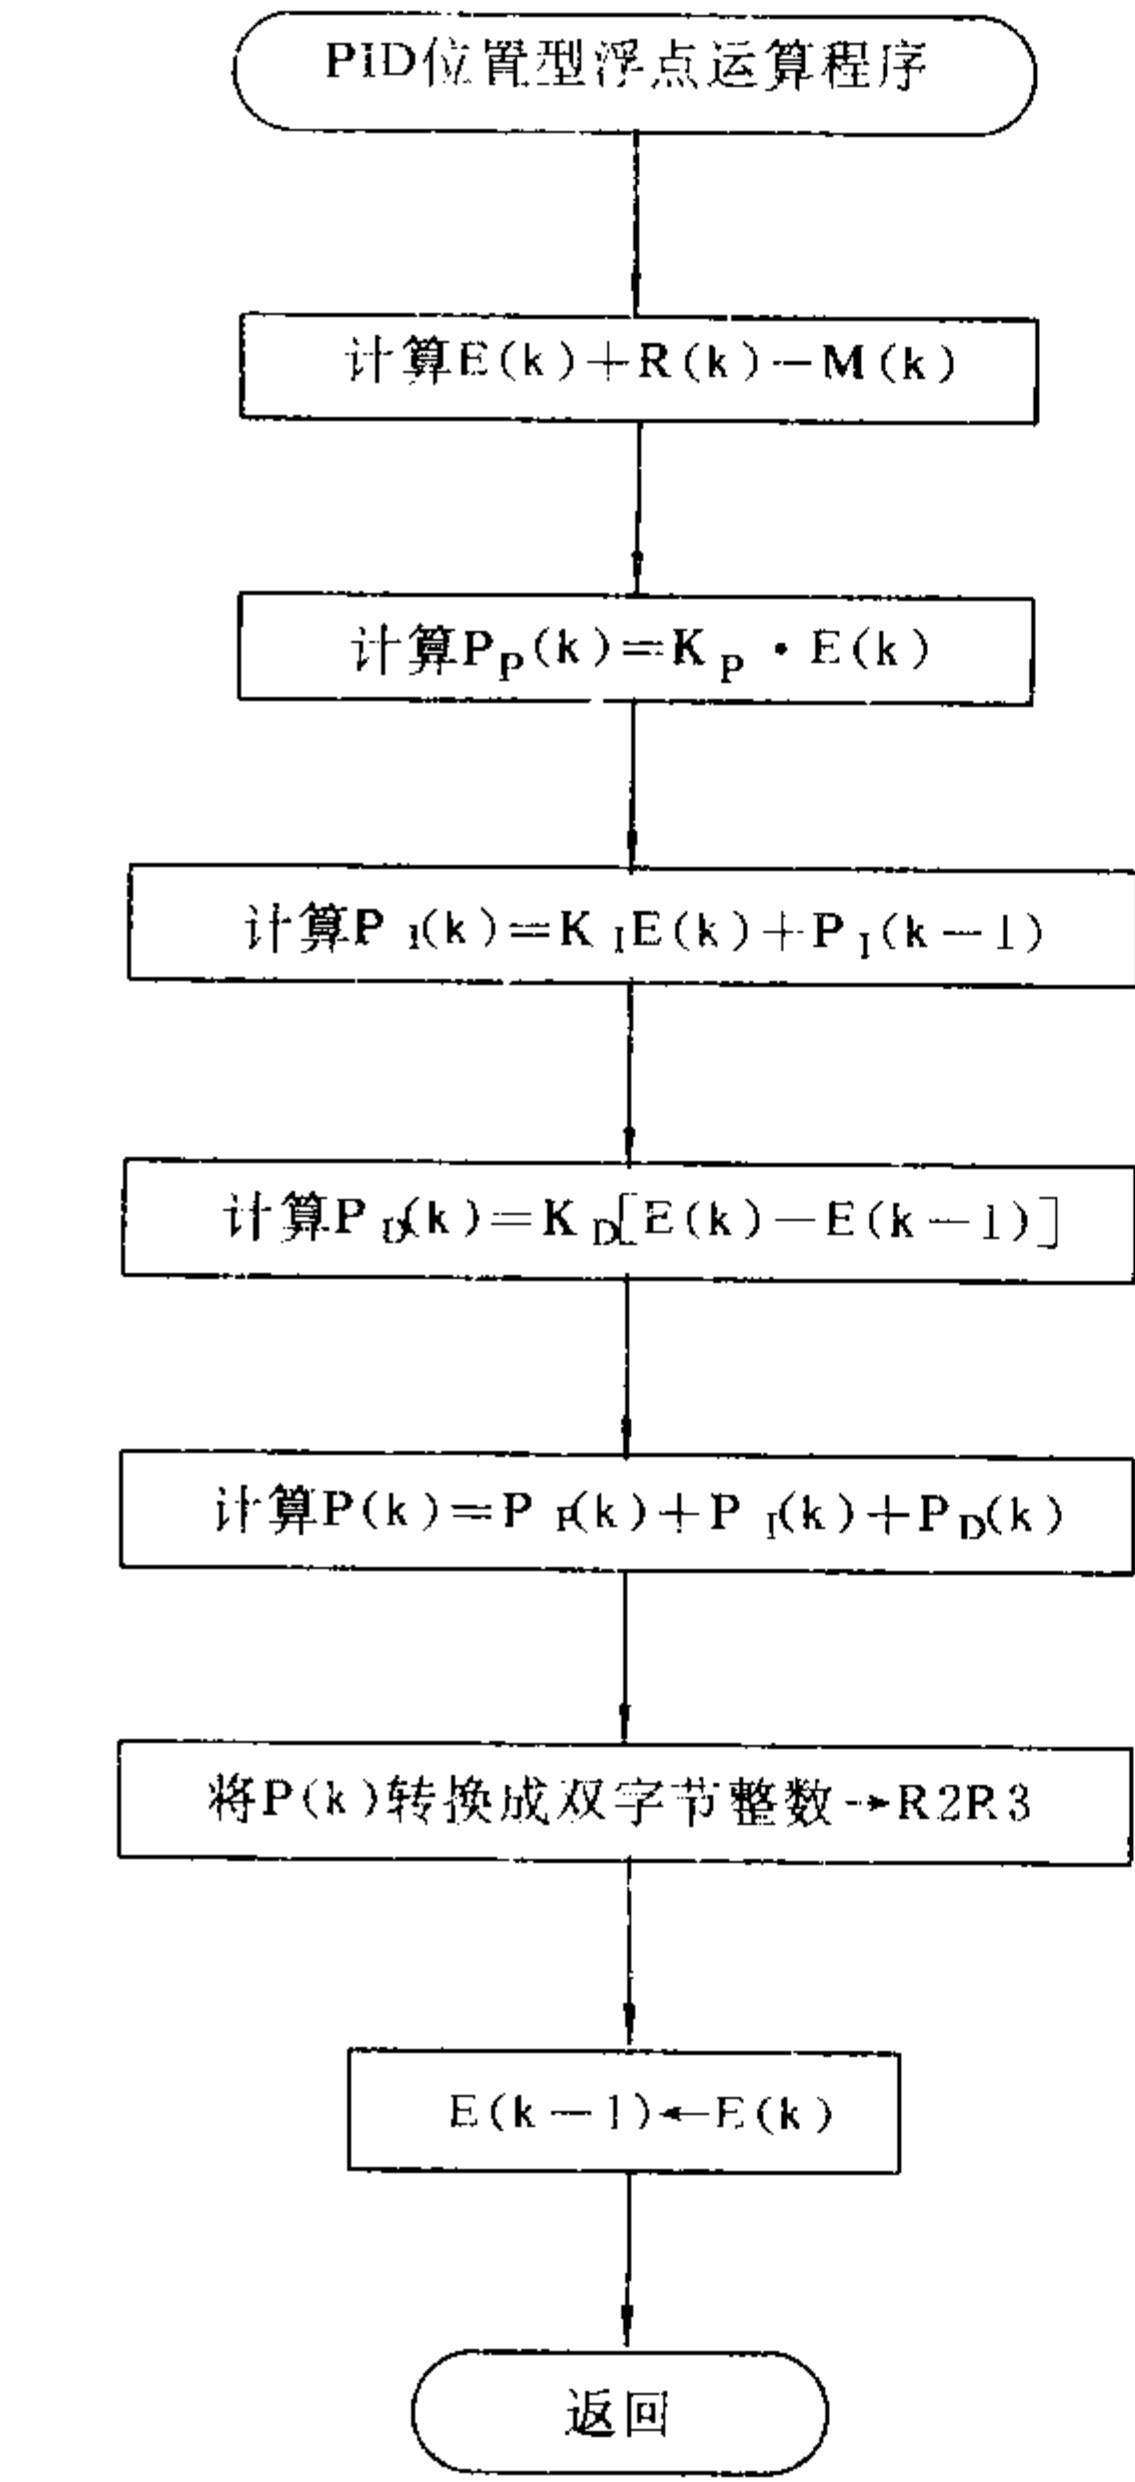 PID位置型浮点运算程序
计算E(k)+R(k)-M(k)
计算P_P(k)=K_P·E(k)
计算P_I(k)=K_IE(k)+P_I(k-1)
计算P_D(k)=K_D[E(k)-E(k-1)]
计算P(k)=P_P(k)+P_I(k)+P_D(k)
将P(k)转换成双字节整数→R2R3
E(k-1)←E(k)
返回